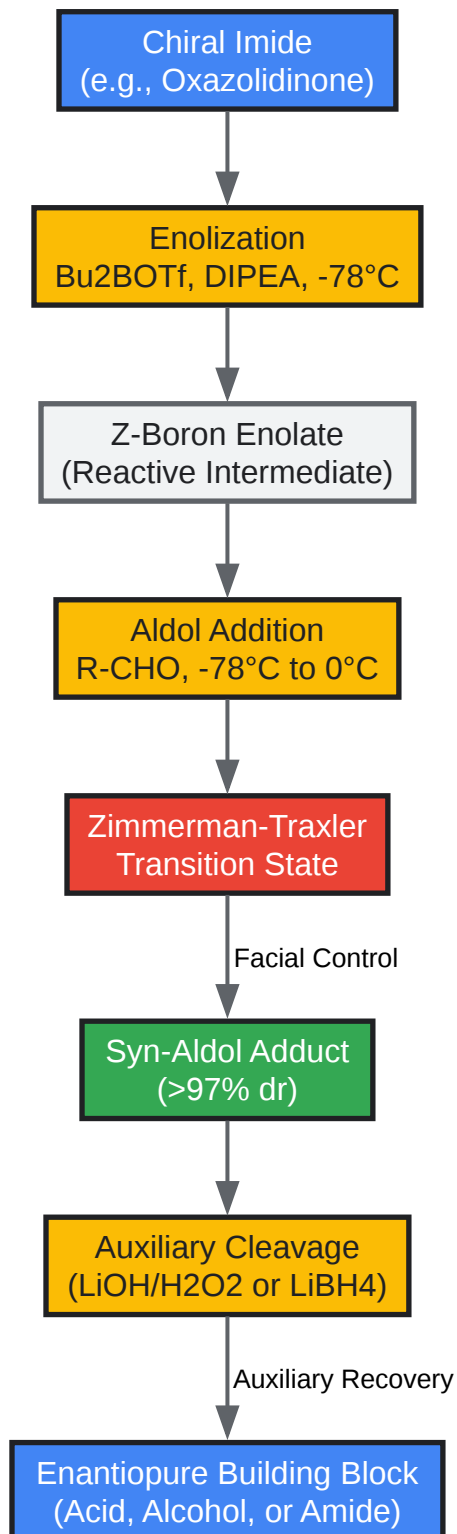 Chiral Imide
(e.g., Oxazolidinone)
Enolization
Bu2BOTf, DIPEA, -78°C
Z-Boron Enolate
(Reactive Intermediate)
Aldol Addition
R-CHO, -78°C to 0°C
Zimmerman-Traxler
Transition State
Facial Control
Syn-Aldol Adduct
(>97% dr)
Auxiliary Cleavage
(LiOH/H2O2 or LiBH4)
Auxiliary Recovery
Enantiopure Building Block
(Acid, Alcohol, or Amide)